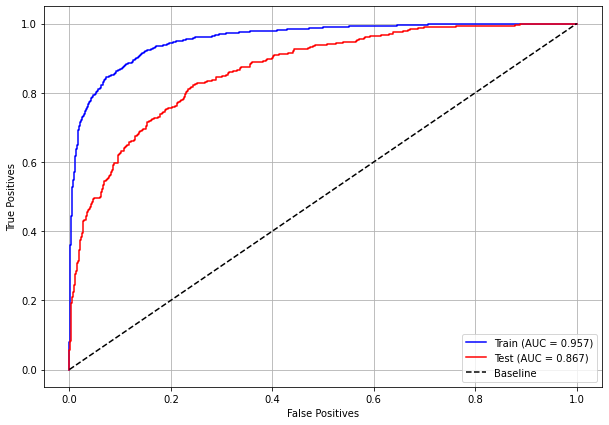 1.0
0.8
0.6
0.4
0.2
0.0
True Positives
0.0
0.2
0.4
0.6
0.8
1.0
False Positives
Train (AUC = 0.957)
Test (AUC = 0.867)
Baseline